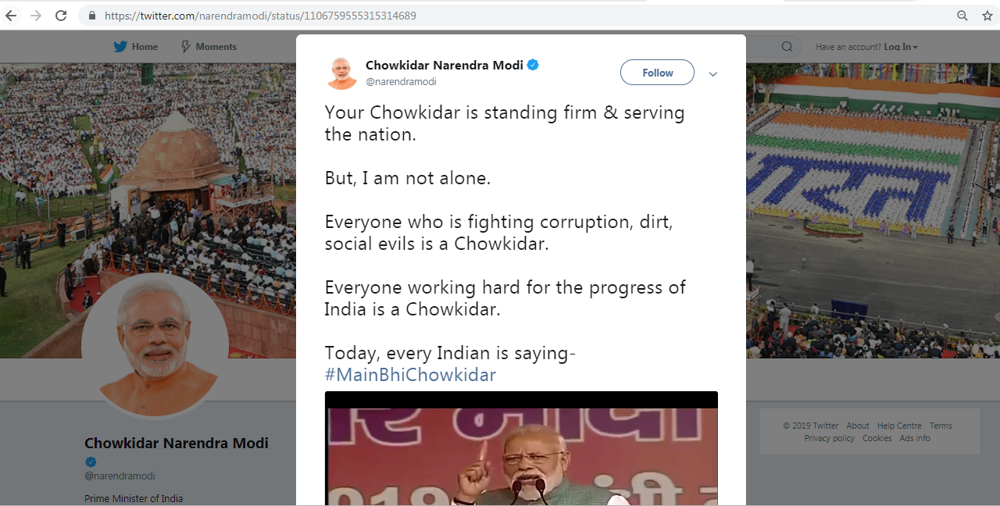 https://twitter.com/narendramodi/status/1106759555315314689
Home Moments
Have an account? Log In
Chowkidar Narendra Modi
@narendramodi
Follow
Your Chowkidar is standing firm & serving
the nation.
But, I am not alone.
Everyone who is fighting corruption, dirt,
social evils is a Chowkidar.
Everyone working hard for the progress of
India is a Chowkidar.
Today, every Indian is saying-
#MainBhiChowkidar
भारत
Chowkidar Narendra Modi
@narendramodi
Prime Minister of India
© 2019 Twitter About Help Centre Terms
Privacy policy Cookies Ads info